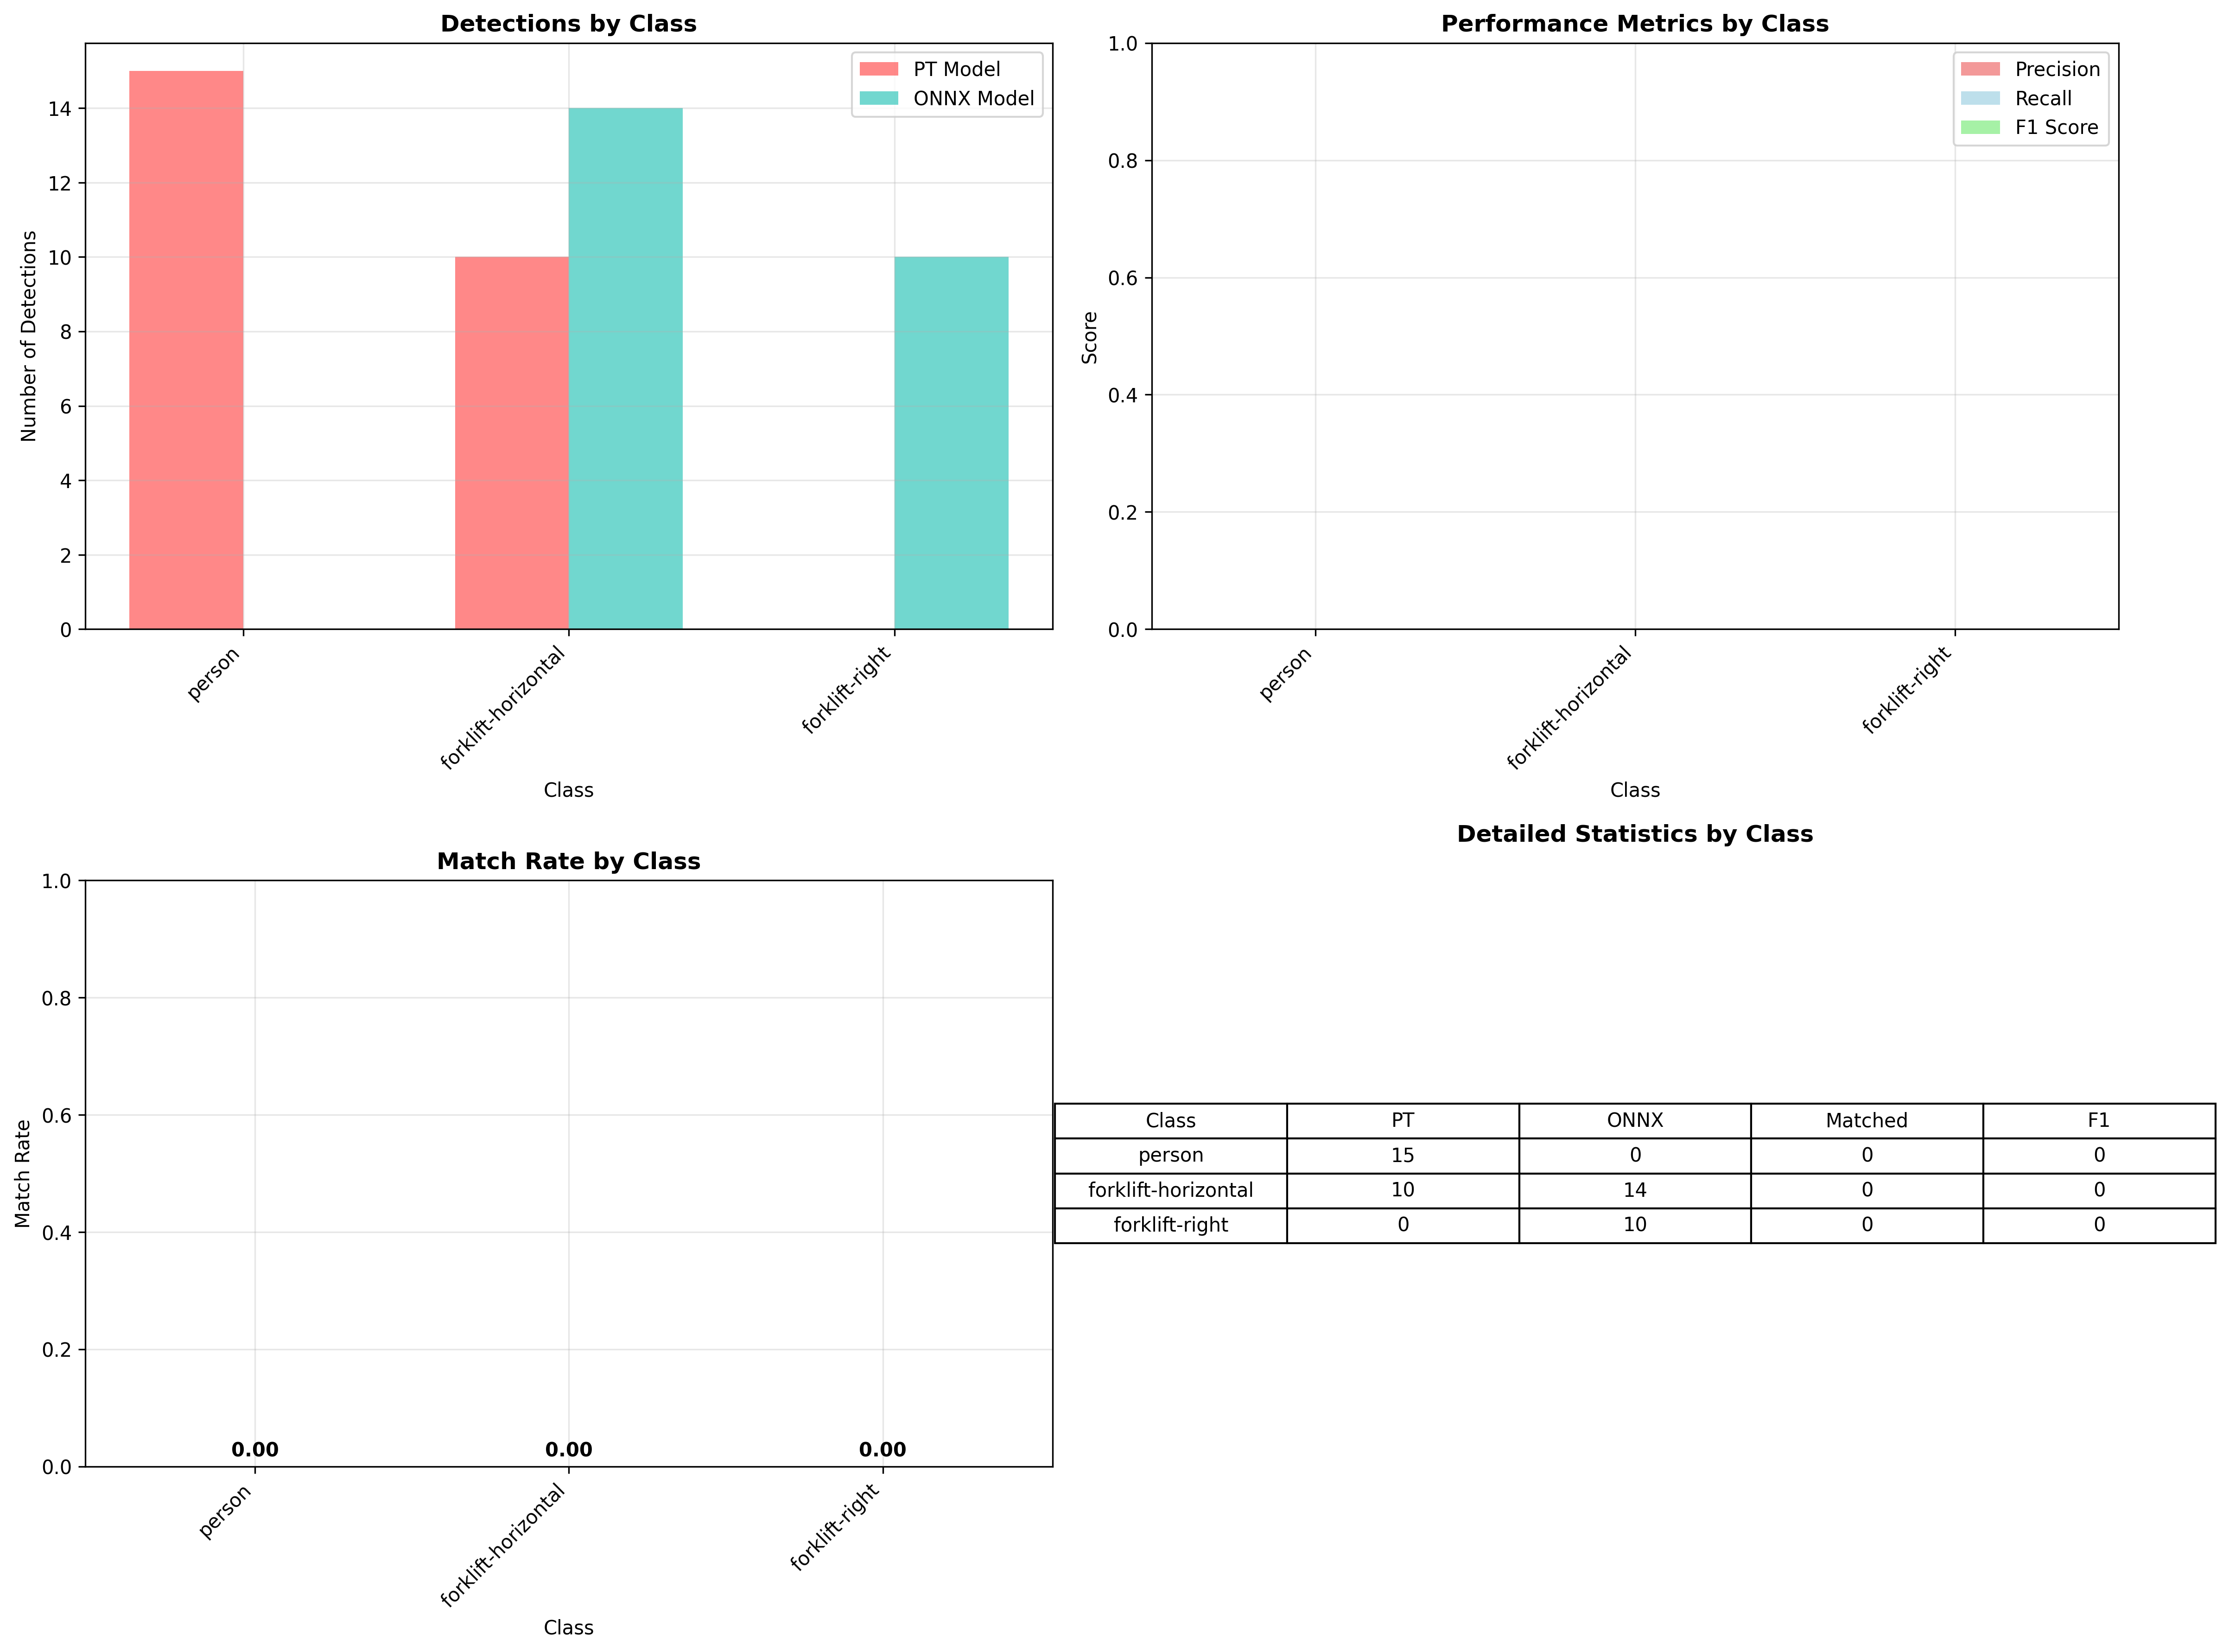 Detections by Class
PT Model
ONNX Model
Number of Detections
14
12
10
8
6
4
2
0
person
forklift-horizontal
forklift-right
Class
Performance Metrics by Class
Precision
Recall
F1 Score
Score
1.0
0.8
0.6
0.4
0.2
0.0
person
forklift-horizontal
forklift-right
Class
Match Rate by Class
Match Rate
1.0
0.8
0.6
0.4
0.2
0.0
0.00 0.00 0.00
person
forklift-horizontal
forklift-right
Class
Detailed Statistics by Class
Class PT ONNX Matched F1
person 15 0 0 0
forklift-horizontal 10 14 0 0
forklift-right 0 10 0 0